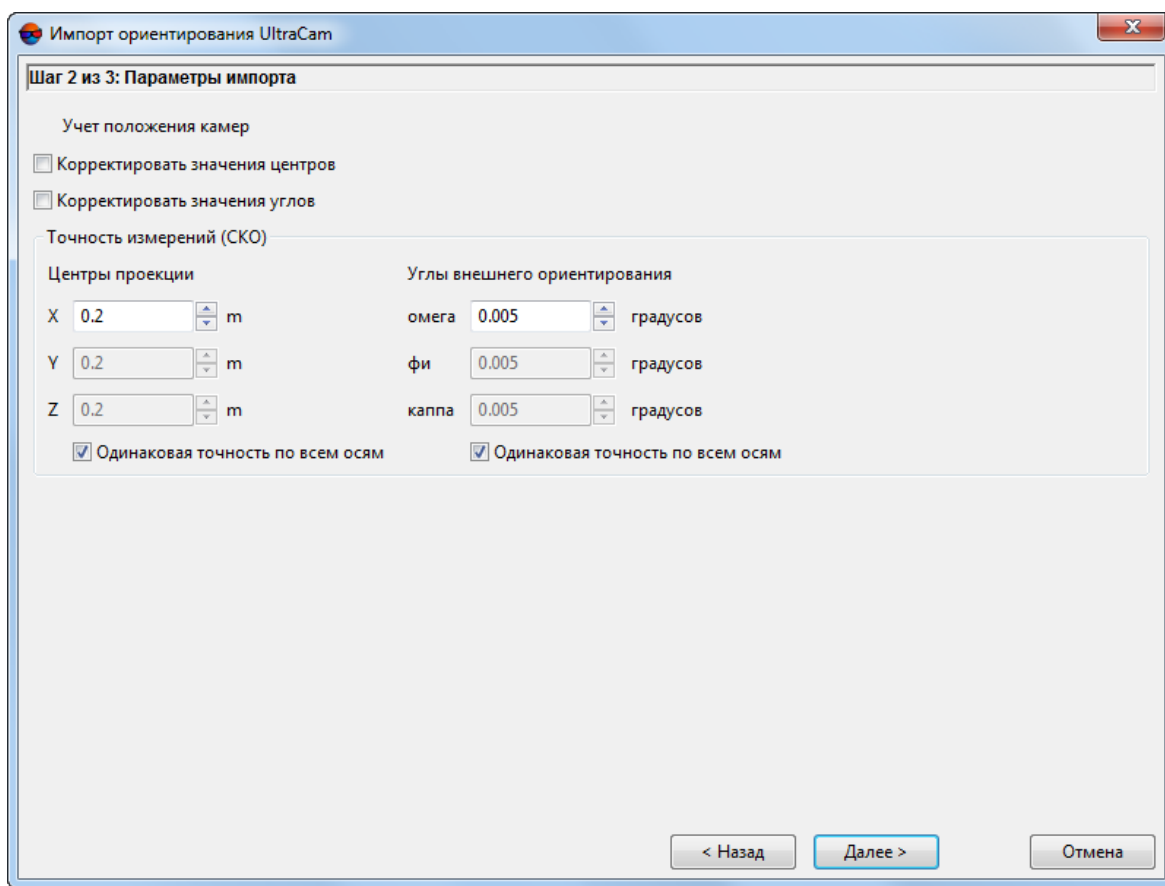 Импорт ориентирования UltraCam
Шаг 2 из 3: Параметры импорта
Учет положения камер
Корректировать значения центров
Корректировать значения углов
Точность измерений (СКО)
Центры проекции Углы внешнего ориентирования
X 0.2 m омега 0.005 градусов
Y 0.2 m фи 0.005 градусов
Z 0.2 m каппа 0.005 градусов
Одинаковая точность по всем осям Одинаковая точность по всем осям
< Назад Далее > Отмена